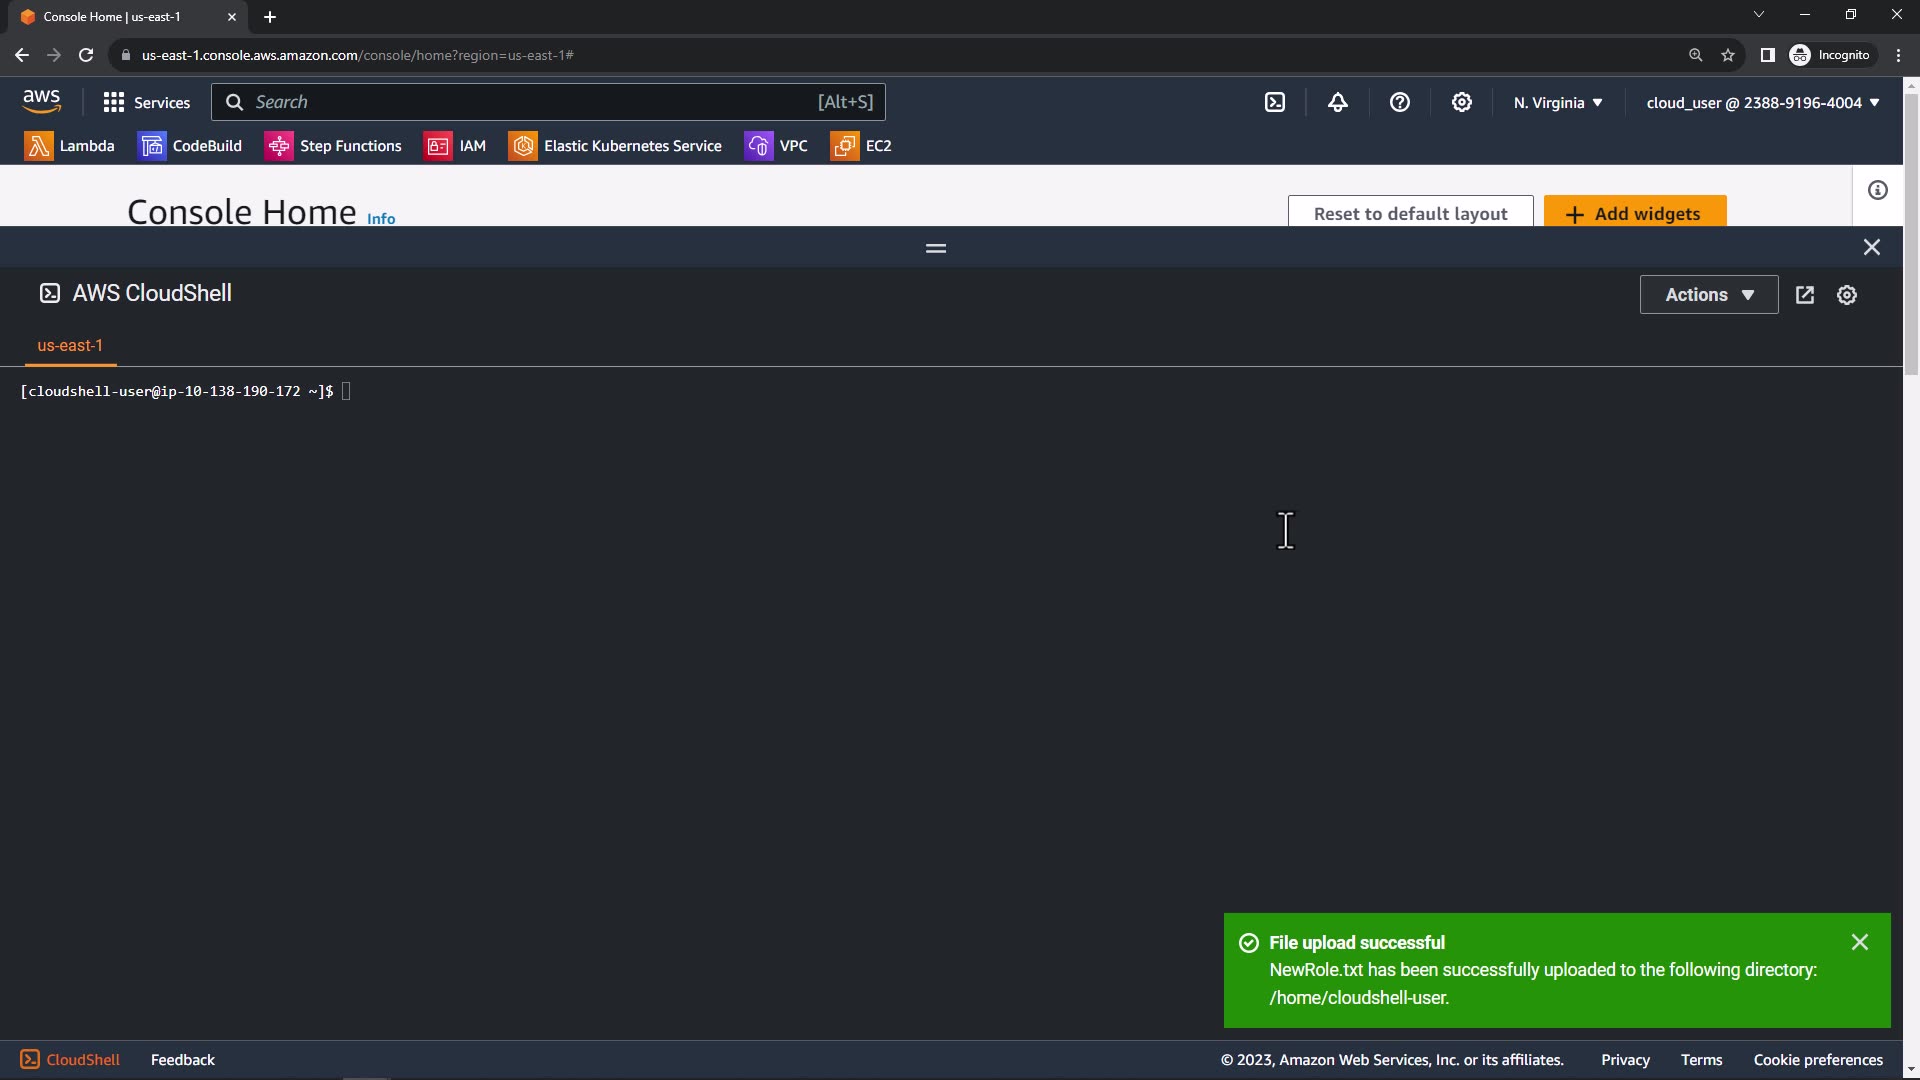 Console Home | us-east-1
us-east-1.console.aws.amazon.com/console/home?region=us-east-1#
Incognito
aws
Services
Search
[Alt+S]
N. Virginia
cloud_user @ 2388-9196-4004
Lambda
CodeBuild
Step Functions
IAM
Elastic Kubernetes Service
VPC
EC2
Console Home Info
Reset to default layout
Add widgets
AWS CloudShell
Actions
us-east-1
[cloudshell-user@ip-10-138-190-172 ~]$
File upload successful
NewRole.txt has been successfully uploaded to the following directory:
/home/cloudshell-user.
CloudShell
Feedback
© 2023, Amazon Web Services, Inc. or its affiliates.
Privacy
Terms
Cookie preferences